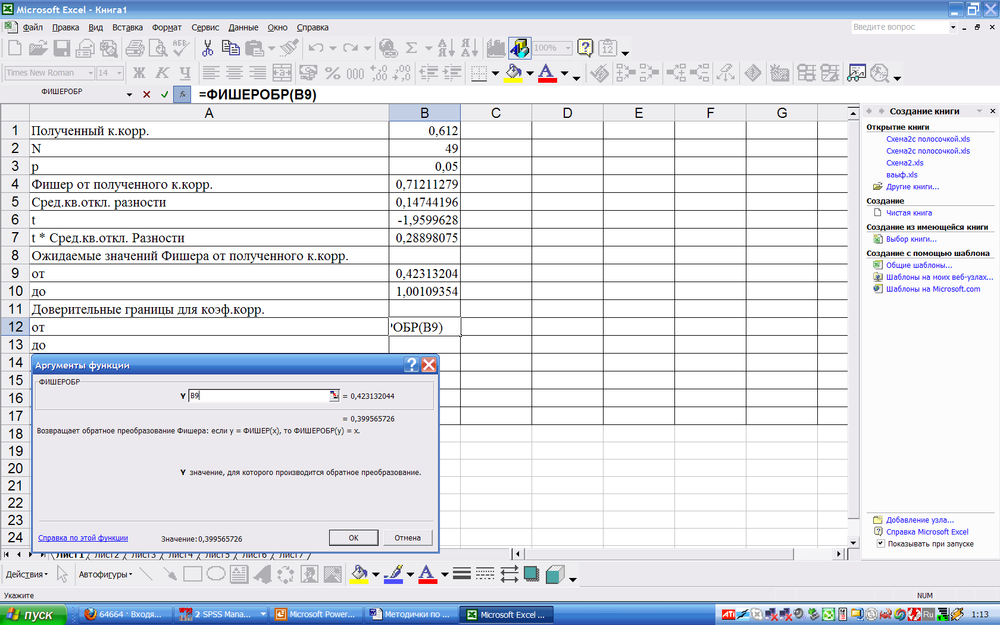 Microsoft Excel - Книга1
Файл Правка Вид Вставка Формат Сервис Данные Окно Справка
Введите вопрос
100%
Times New Roman 14 Ж К Ч
ФИШЕРОБР =ФИШЕРОБР(B9)
A B C D E F G
1 Полученный к.корр. 0,612
2 N 49
3 p 0,05
4 Фишер от полученного к.корр. 0,71211279
5 Сред.кв.откл. разности 0,14744196
6 t -1,9599628
7 t * Сред.кв.откл. Разности 0,28898075
8 Ожидаемые значений Фишера от полученного к.корр.
9 от 0,42313204
10 до 1,00109354
11 Доверительные границы для коэф.корр.
12 от РОБР(B9)
13 до
14
15
16
17
18
19
20
21
22
23
24
Аргументы функции
ФИШЕРОБР
Y B9 = 0,423132044
= 0,399565726
Возвращает обратное преобразование Фишера: если y = ФИШЕР(x), то ФИШЕРОБР(y) = x.
Y значение, для которого производится обратное преобразование.
Справка по этой функции Значение:0,399565726 ОК Отмена
Лист1 Лист2 Лист3 Лист4 Лист5 Лист6 Лист7
Создание книги
Открытие книги
Схема2с полосочкой.xls
Схема2с полосочкой.xls
Схема2.xls
ваыф.xls
Другие книги...
Создание
Чистая книга
Создание из имеющейся книги
Выбор книги...
Создание с помощью шаблона
Общие шаблоны...
Шаблоны на моих веб-узлах...
Шаблоны на Microsoft.com
Добавление узла...
Справка Microsoft Excel
Показывать при запуске
Действия Автофигуры
Укажите NUM
пуск 64664 · Входя... 2 SPSS Mana... Microsoft Power... Методички по ... Microsoft Excel ... ATI Ru 1:13